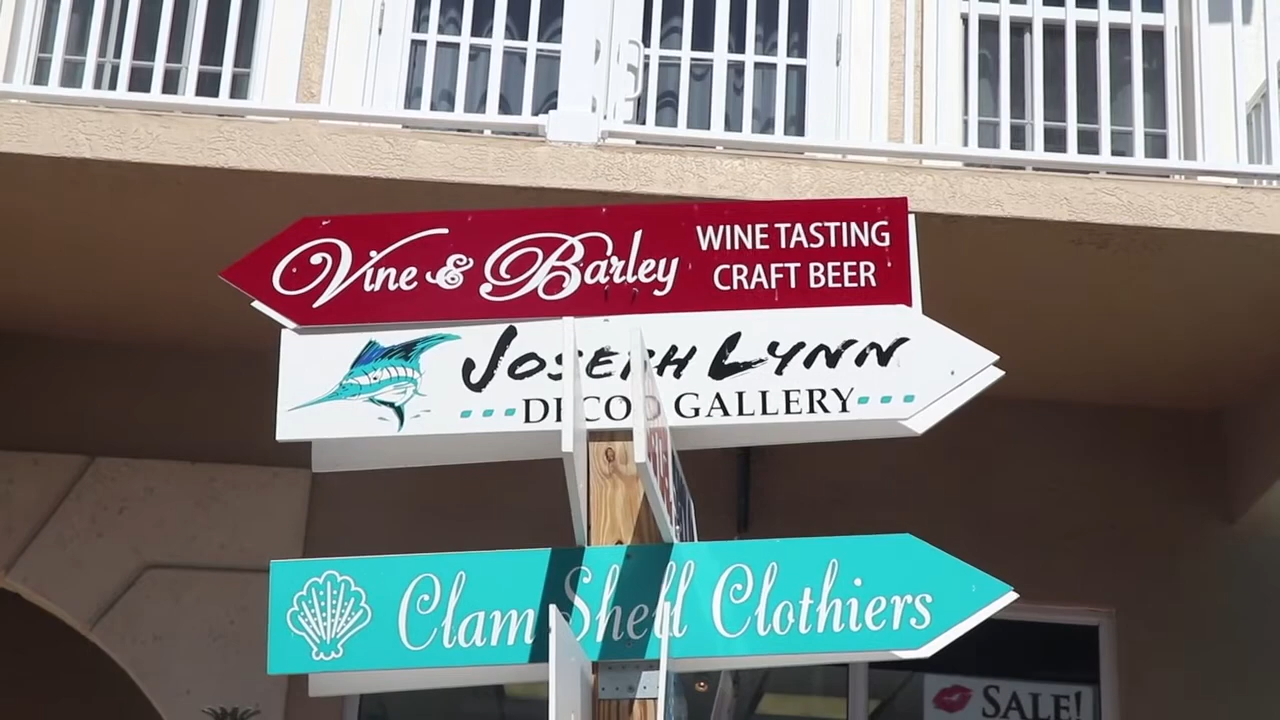 Vine & Barley
WINE TASTING
CRAFT BEER
JOSEPH LYNN
DECOR GALLERY
Clam Shell Clothiers
SALE!